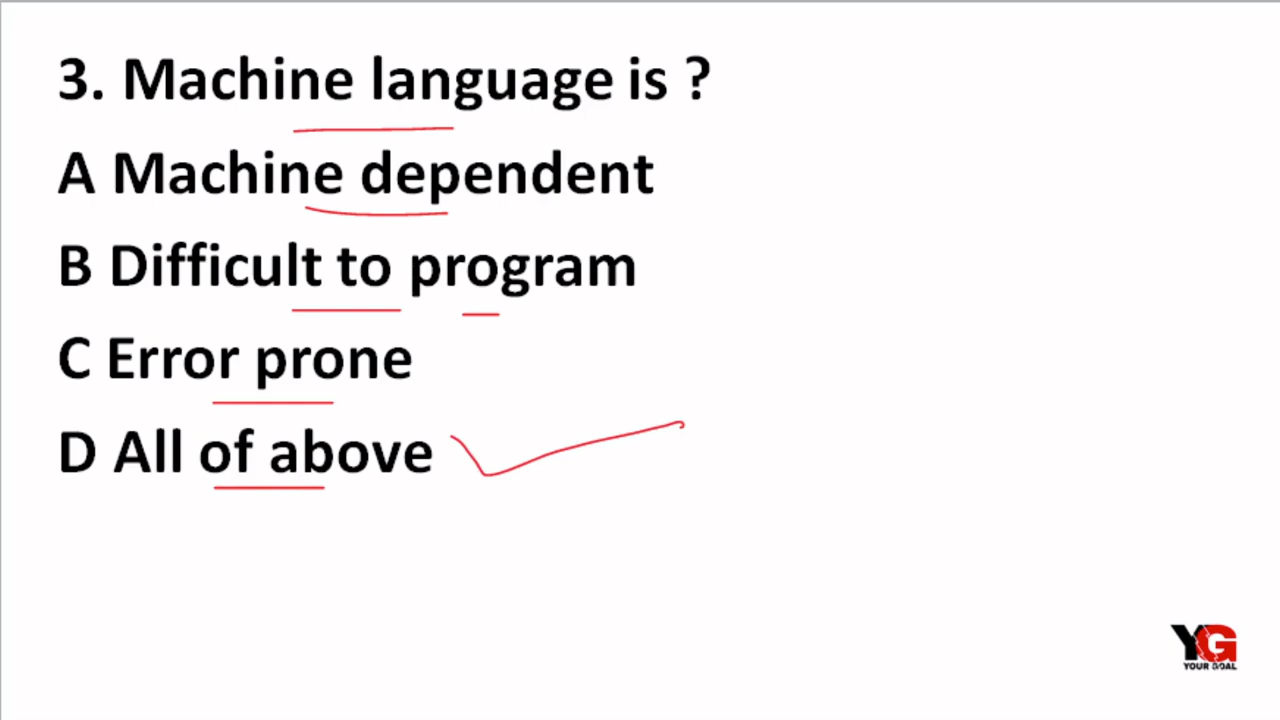 3. Machine language is ?
A Machine dependent
B Difficult to program
C Error prone
D All of above
YG
YOUR GOAL